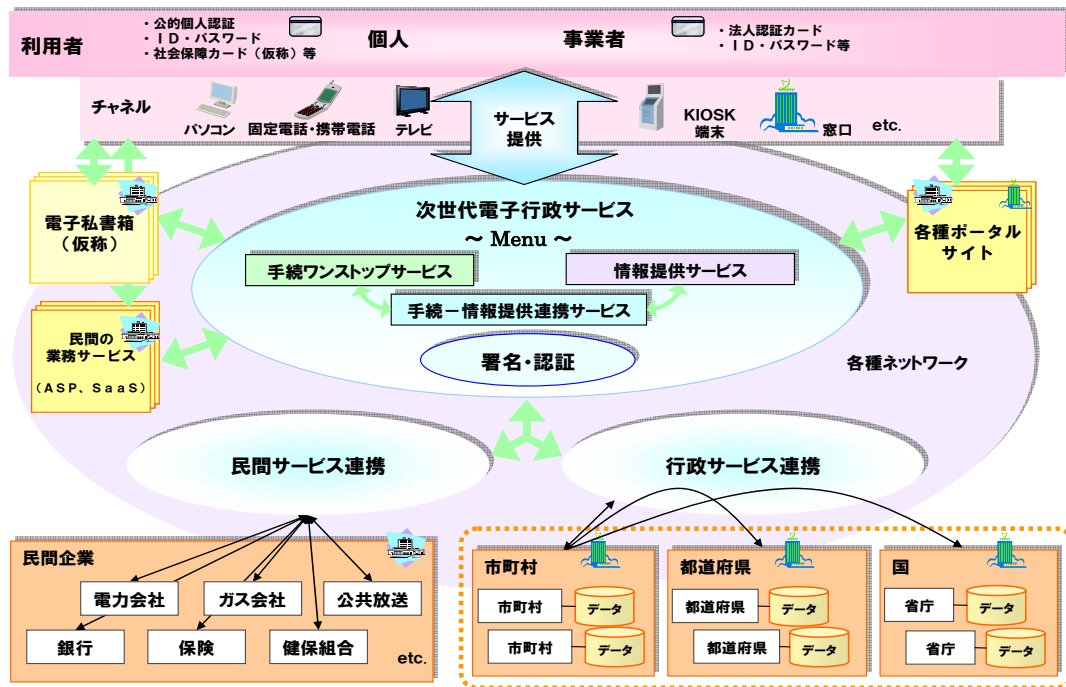 利用者
・公的個人認証
・ＩＤ・パスワード
・社会保障カード（仮称）等
個人
事業者
・法人認証カード
・ＩＤ・パスワード等
チャネル
パソコン
固定電話・携帯電話
テレビ
サービス
提供
KIOSK
端末
窓口
etc.
電子私書箱
（仮称）
次世代電子行政サービス
～ Menu ～
手続ワンストップサービス
情報提供サービス
手続－情報提供連携サービス
署名・認証
各種ポータル
サイト
民間の
業務サービス
（ＡＳＰ、ＳａａＳ）
各種ネットワーク
民間サービス連携
行政サービス連携
民間企業
電力会社
ガス会社
公共放送
銀行
保険
健保組合
etc.
市町村
市町村
データ
市町村
データ
都道府県
都道府県
データ
都道府県
データ
国
省庁
データ
省庁
データ